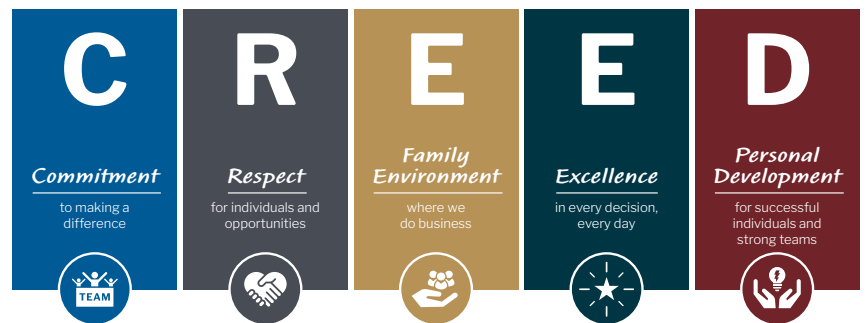 C
Commitment
to making a
difference
TEAM
R
Respect
for individuals and
opportunities
E
Family
Environment
where we
do business
E
Excellence
in every decision,
every day
D
Personal
Development
for successful
individuals and
strong teams